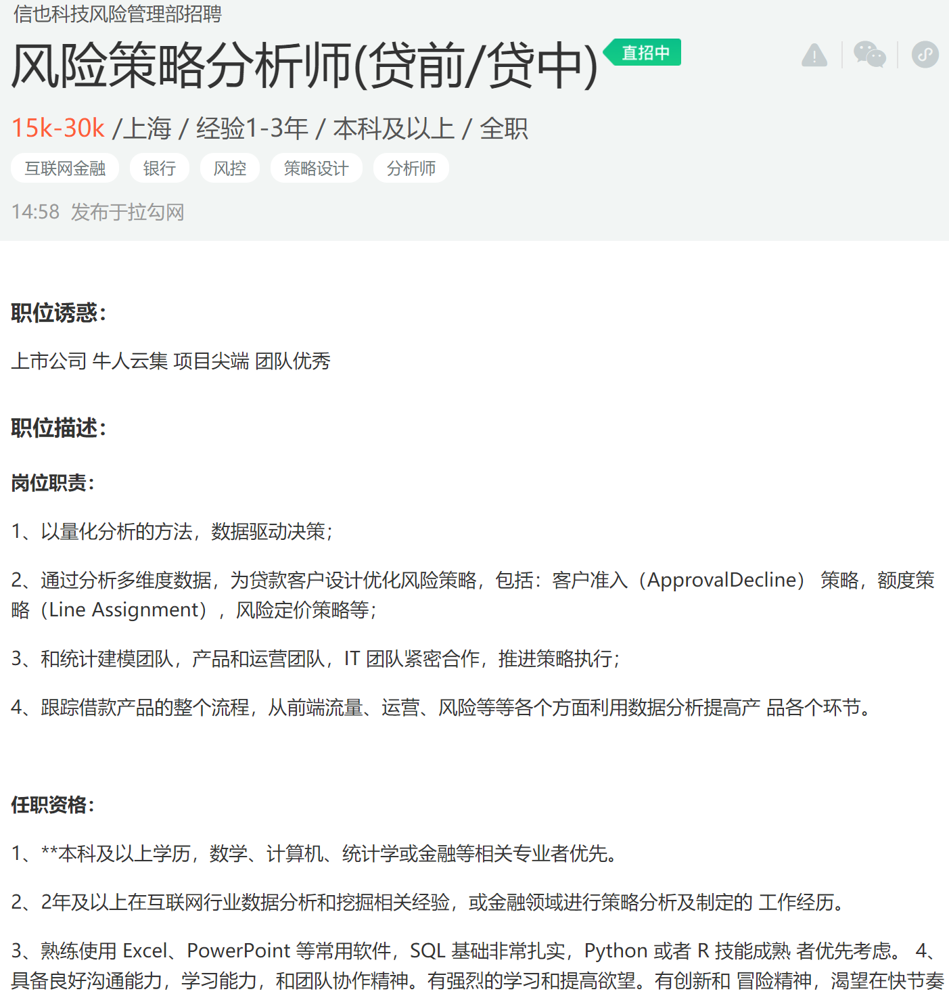 信也科技风险管理部招聘
风险策略分析师(贷前/贷中) 直招中
15k-30k /上海 / 经验1-3年 / 本科及以上 / 全职
互联网金融 银行 风控 策略设计 分析师
14:58 发布于拉勾网
职位诱惑：
上市公司 牛人云集 项目尖端 团队优秀
职位描述：
岗位职责：
1、以量化分析的方法，数据驱动决策；
2、通过分析多维度数据，为贷款客户设计优化风险策略，包括：客户准入（ApprovalDecline） 策略，额度策
略（Line Assignment），风险定价策略等；
3、和统计建模团队，产品和运营团队，IT 团队紧密合作，推进策略执行；
4、跟踪借款产品的整个流程，从前端流量、运营、风险等等各个方面利用数据分析提高产 品各个环节。
任职资格：
1、**本科及以上学历，数学、计算机、统计学或金融等相关专业者优先。
2、2年及以上在互联网行业数据分析和挖掘相关经验，或金融领域进行策略分析及制定的 工作经历。
3、熟练使用 Excel、PowerPoint 等常用软件，SQL 基础非常扎实，Python 或者 R 技能成熟 者优先考虑。 4、
具备良好沟通能力，学习能力，和团队协作精神。有强烈的学习和提高欲望。有创新和 冒险精神，渴望在快节奏